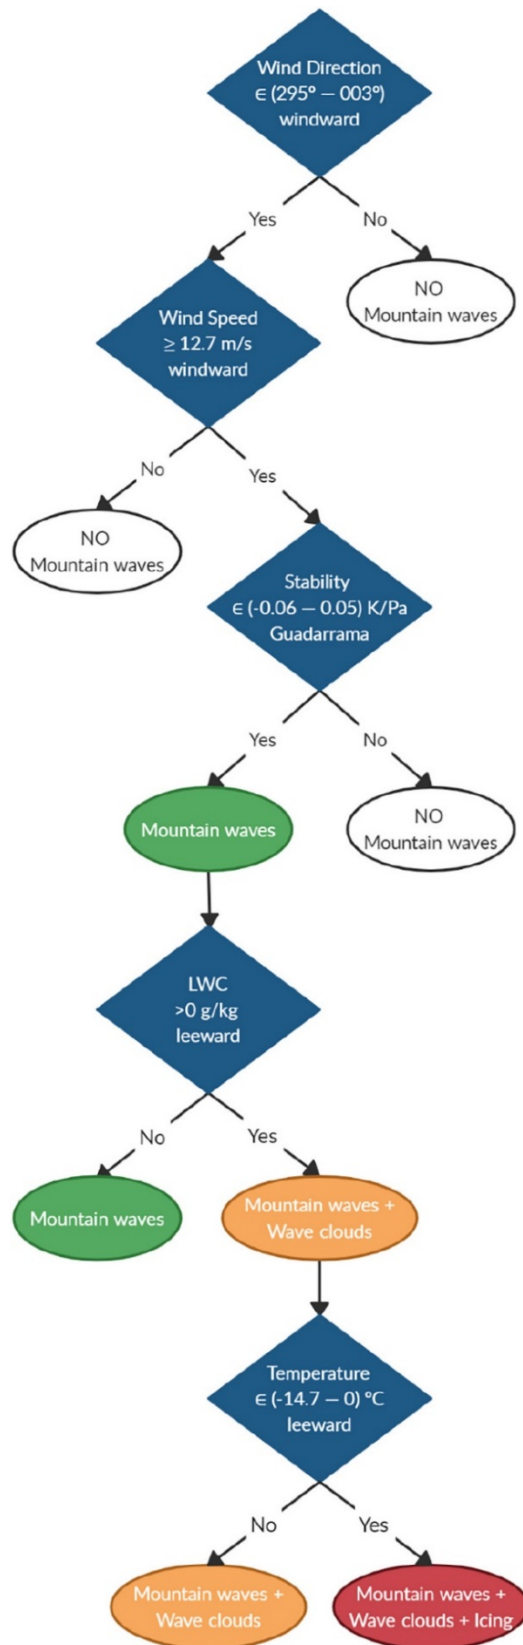 Wind Direction
∈ (295º – 003º)
windward
Yes
No
NO
Mountain waves
Wind Speed
≥ 12.7 m/s
windward
No
Yes
NO
Mountain waves
Stability
∈ (-0.06 – 0.05) K/Pa
Guadarrama
Yes
No
Mountain waves
NO
Mountain waves
LWC
>0 g/kg
leeward
No
Yes
Mountain waves
Mountain waves +
Wave clouds
Temperature
∈ (-14.7 – 0) ºC
leeward
No
Yes
Mountain waves +
Wave clouds
Mountain waves +
Wave clouds + Icing